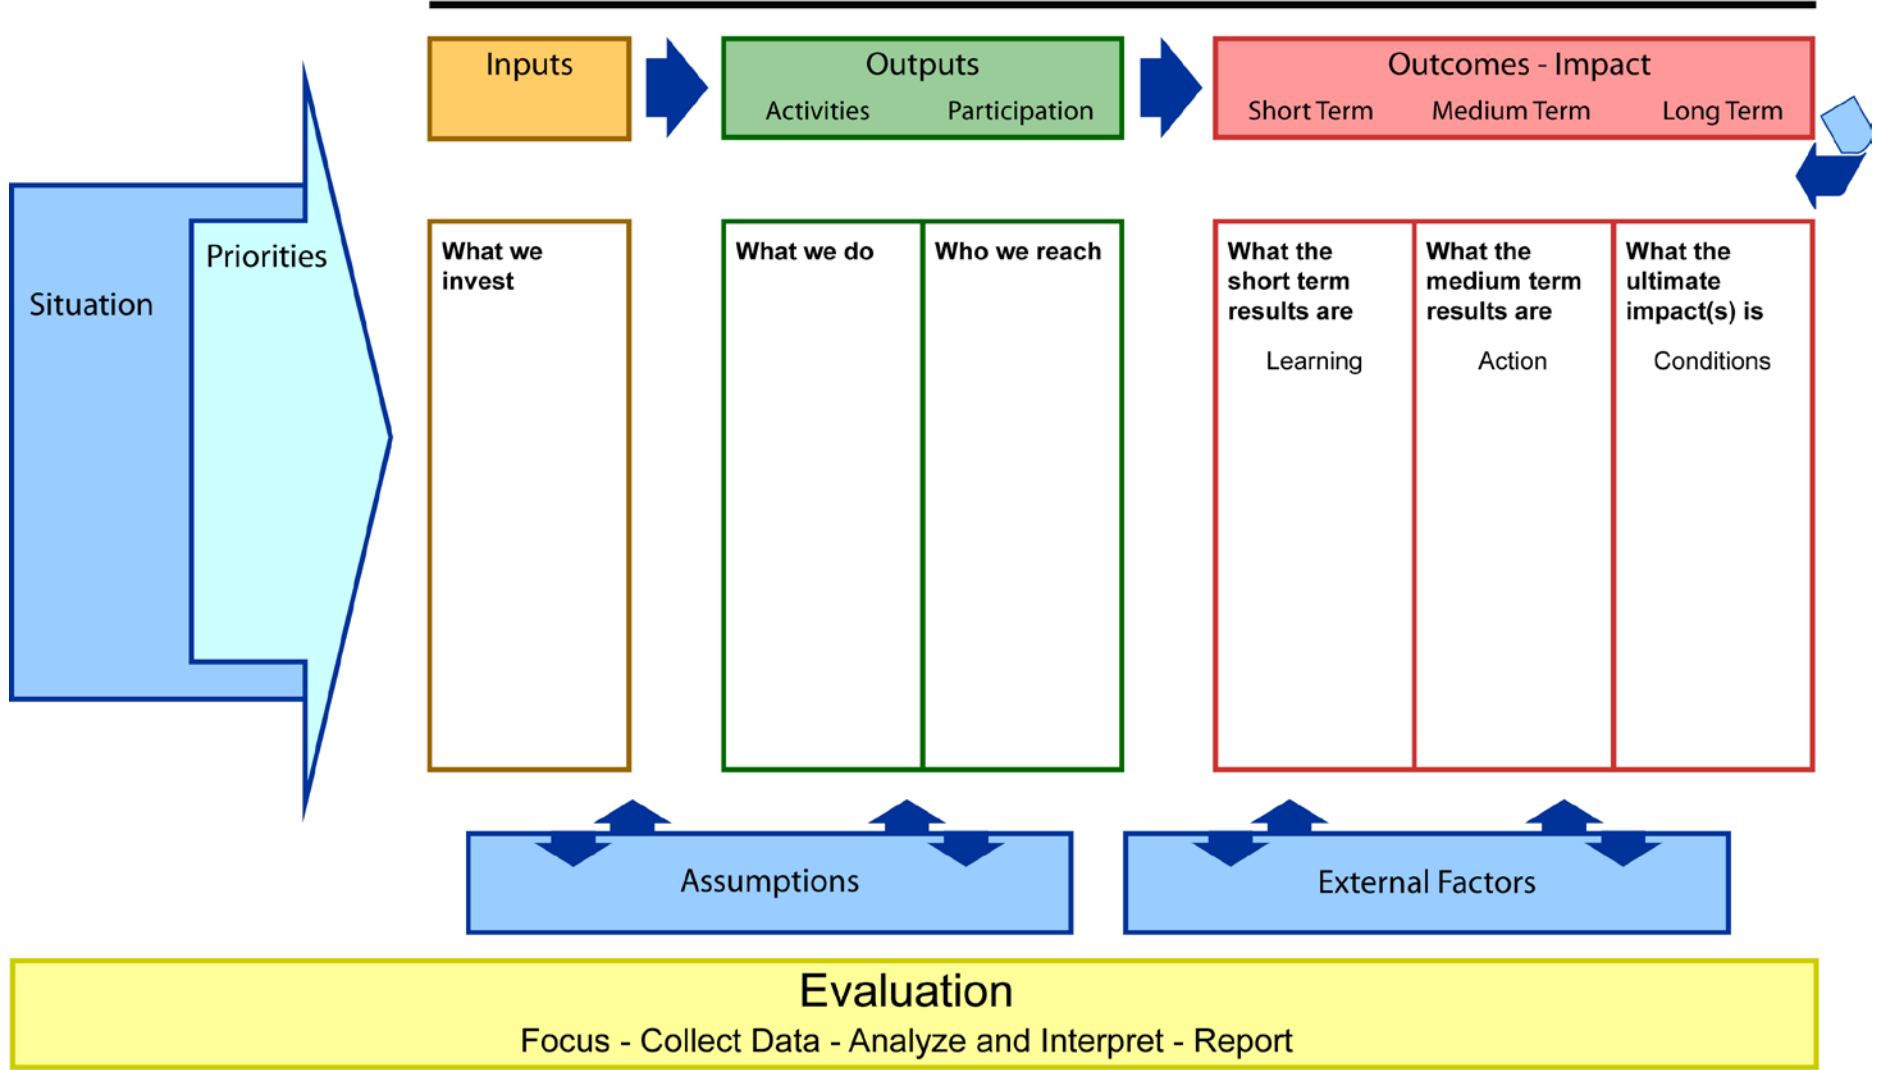 Inputs
Outputs
Activities Participation
Outcomes - Impact
Short Term Medium Term Long Term
Situation
Priorities
What we
invest
What we do
Who we reach
What the
short term
results are
Learning
What the
medium term
results are
Action
What the
ultimate
impact(s) is
Conditions
Assumptions
External Factors
Evaluation
Focus - Collect Data - Analyze and Interpret - Report